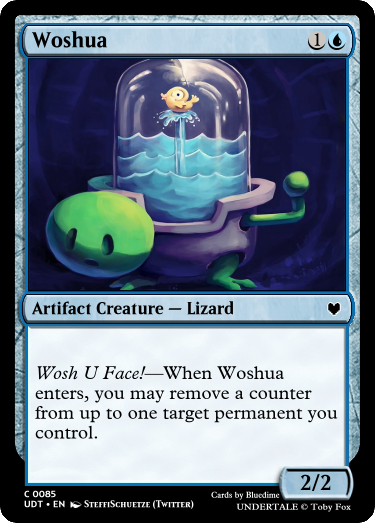 Woshua 1
Artifact Creature — Lizard
Wosh U Face!—When Woshua
enters, you may remove a counter
from up to one target permanent you
control.
2/2
C 0085
UDT • EN STEFFISCHUETZE (TWITTER)
Cards by Bluedime
UNDERTALE © Toby Fox